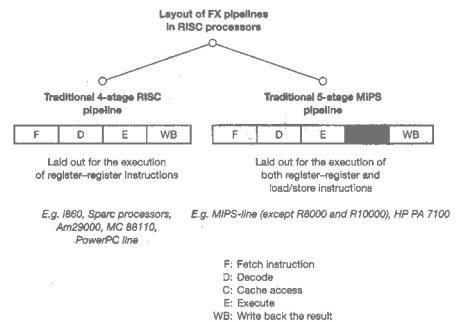 Layout of FX pipelines
in RISC processors
Traditional 4-stage RISC
pipeline
F D E WB
Laid out for the execution
of register–register instructions
E.g. i860, Sparc processors,
Am29000, MC 88110,
PowerPC line
Traditional 5-stage MIPS
pipeline
F D E WB
Laid out for the execution of
both register–register and
load/store instructions
E.g. MIPS-line (except R8000 and R10000), HP PA 7100
F: Fetch instruction
D: Decode
C: Cache access
E: Execute
WB: Write back the result